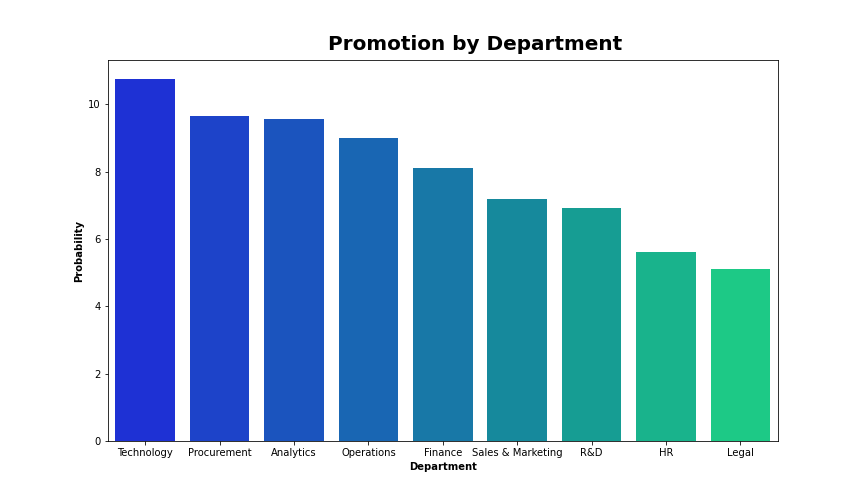 Promotion by Department
Probability
10
8
6
4
2
0
Technology Procurement Analytics Operations Finance Sales & Marketing R&D HR Legal
Department